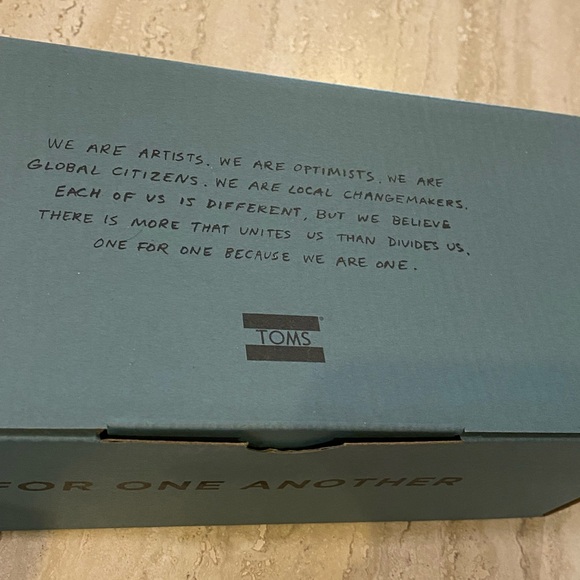 WE ARE ARTISTS. WE ARE OPTIMISTS. WE ARE
GLOBAL CITIZENS. WE ARE LOCAL CHANGEMAKERS.
EACH OF US IS DIFFERENT, BUT WE BELIEVE
THERE IS MORE THAT UNITES US THAN DIVIDES US.
ONE FOR ONE BECAUSE WE ARE ONE.
TOMS®
FOR ONE ANOTHER